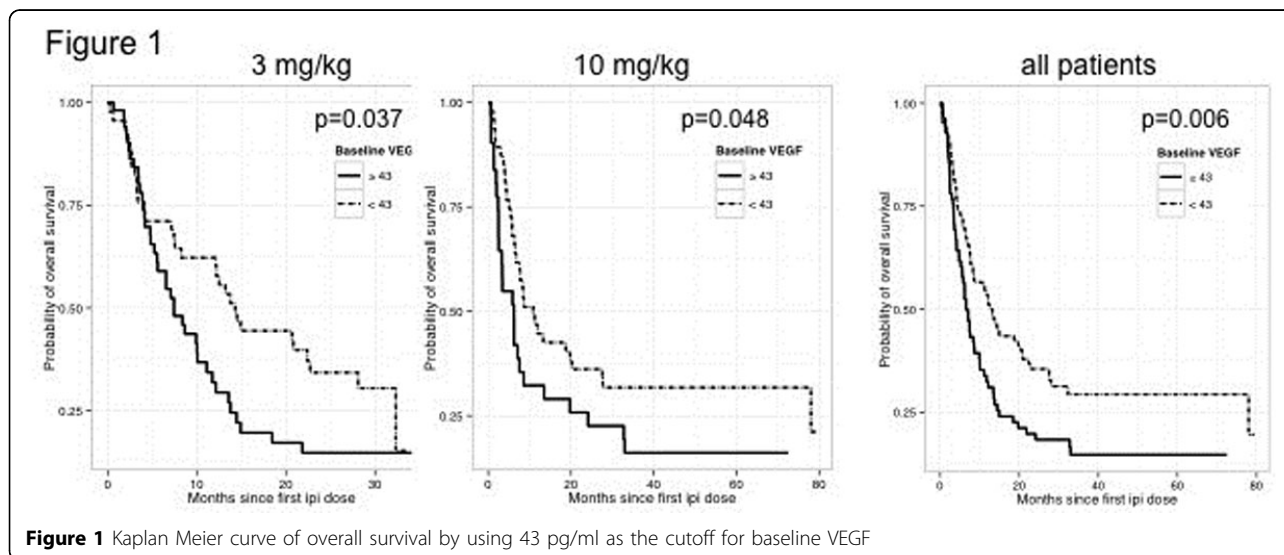 Figure 1
3 mg/kg
1.00
0.75
0.50
0.25
Probability of overall survival
p=0.037
Baseline VEG
≥ 43
< 43
0
10
20
30
Months since first ipi dose
10 mg/kg
1.00
0.75
0.50
0.25
Probability of overall survival
p=0.048
Baseline VEGF
≥ 43
< 43
0
20
40
60
80
Months since first ipi dose
all patients
1.00
0.75
0.50
0.25
Probability of overall survival
p=0.006
Baseline VEGF
≥ 43
< 43
0
20
40
60
80
Months since first ipi dose
Figure 1 Kaplan Meier curve of overall survival by using 43 pg/ml as the cutoff for baseline VEGF